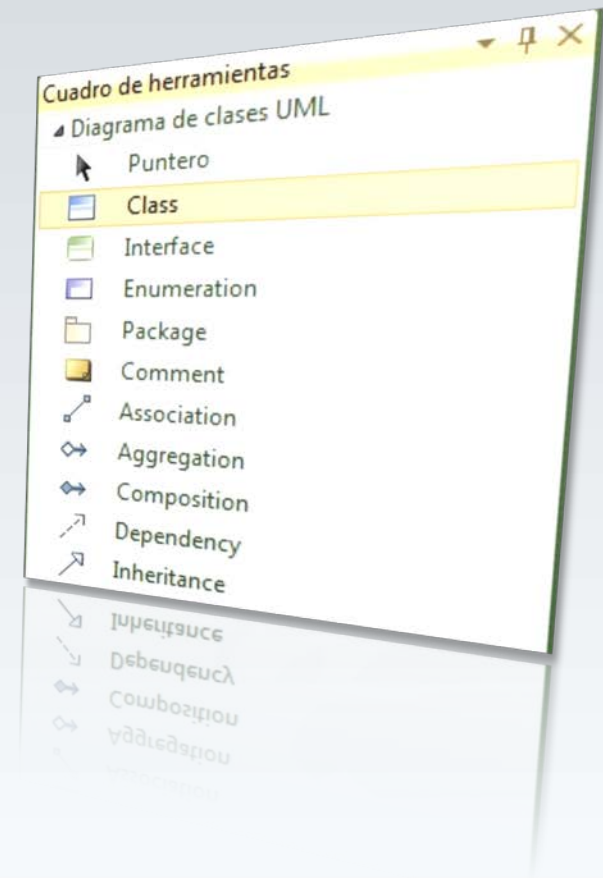 Cuadro de herramientas
Diagrama de clases UML
Puntero
Class
Interface
Enumeration
Package
Comment
Association
Aggregation
Composition
Dependency
Inheritance